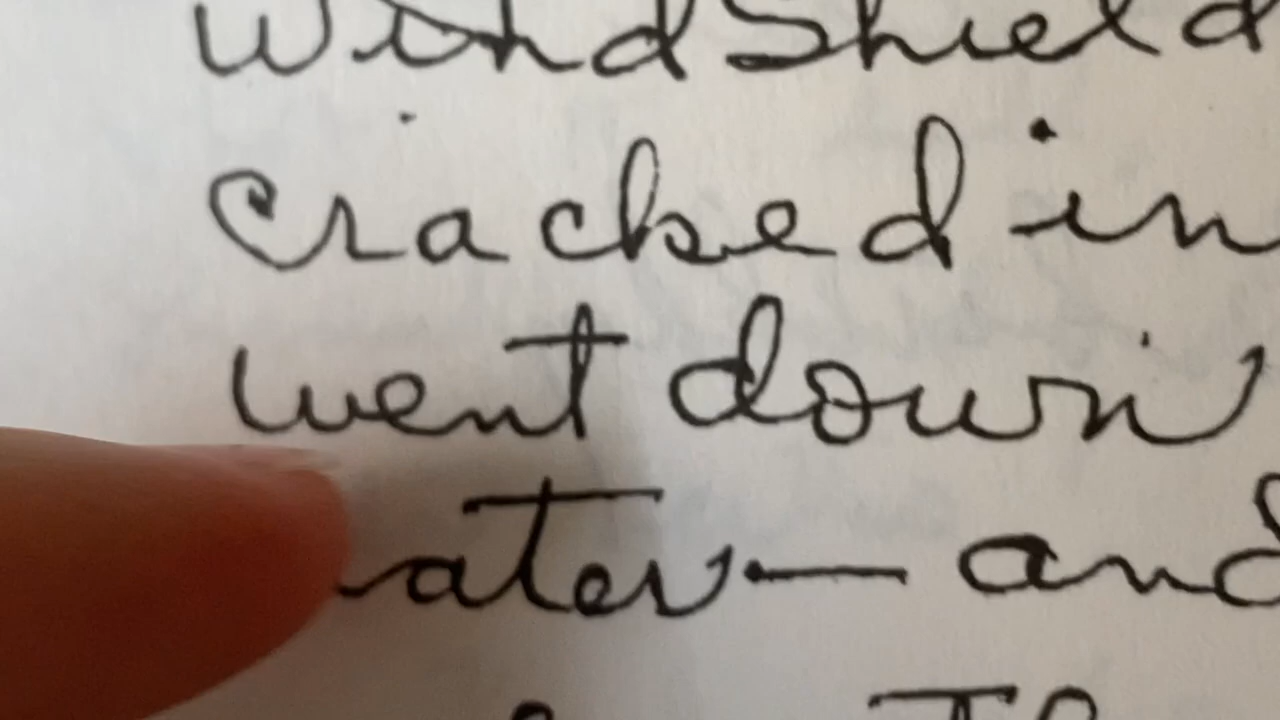 windshield
cracked in
went down
ater — and